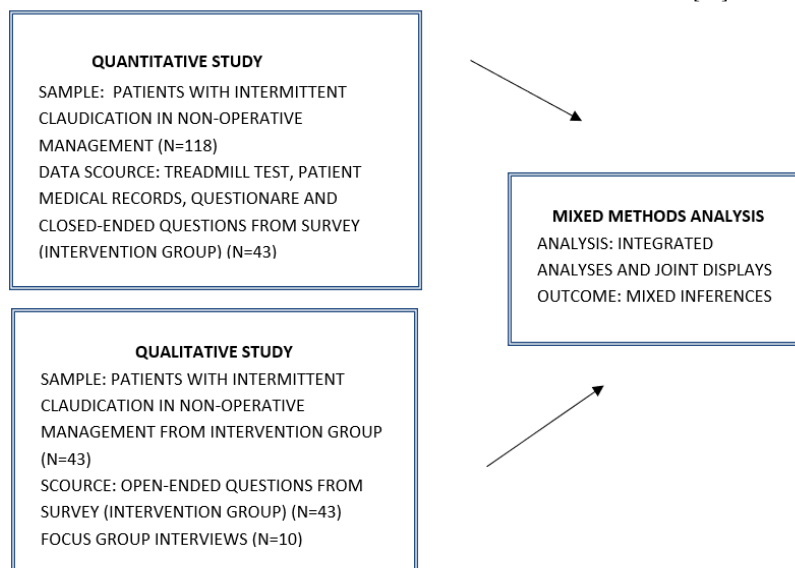 QUANTITATIVE STUDY
SAMPLE: PATIENTS WITH INTERMITTENT
CLAUDICATION IN NON-OPERATIVE
MANAGEMENT (N=118)
DATA SCOURCE: TREADMILL TEST, PATIENT
MEDICAL RECORDS, QUESTIONARE AND
CLOSED-ENDED QUESTIONS FROM SURVEY
(INTERVENTION GROUP) (N=43)
QUALITATIVE STUDY
SAMPLE: PATIENTS WITH INTERMITTENT
CLAUDICATION IN NON-OPERATIVE
MANAGEMENT FROM INTERVENTION GROUP
(N=43)
SCOURCE: OPEN-ENDED QUESTIONS FROM
SURVEY (INTERVENTION GROUP) (N=43)
FOCUS GROUP INTERVIEWS (N=10)
MIXED METHODS ANALYSIS
ANALYSIS: INTEGRATED
ANALYSES AND JOINT DISPLAYS
OUTCOME: MIXED INFERENCES